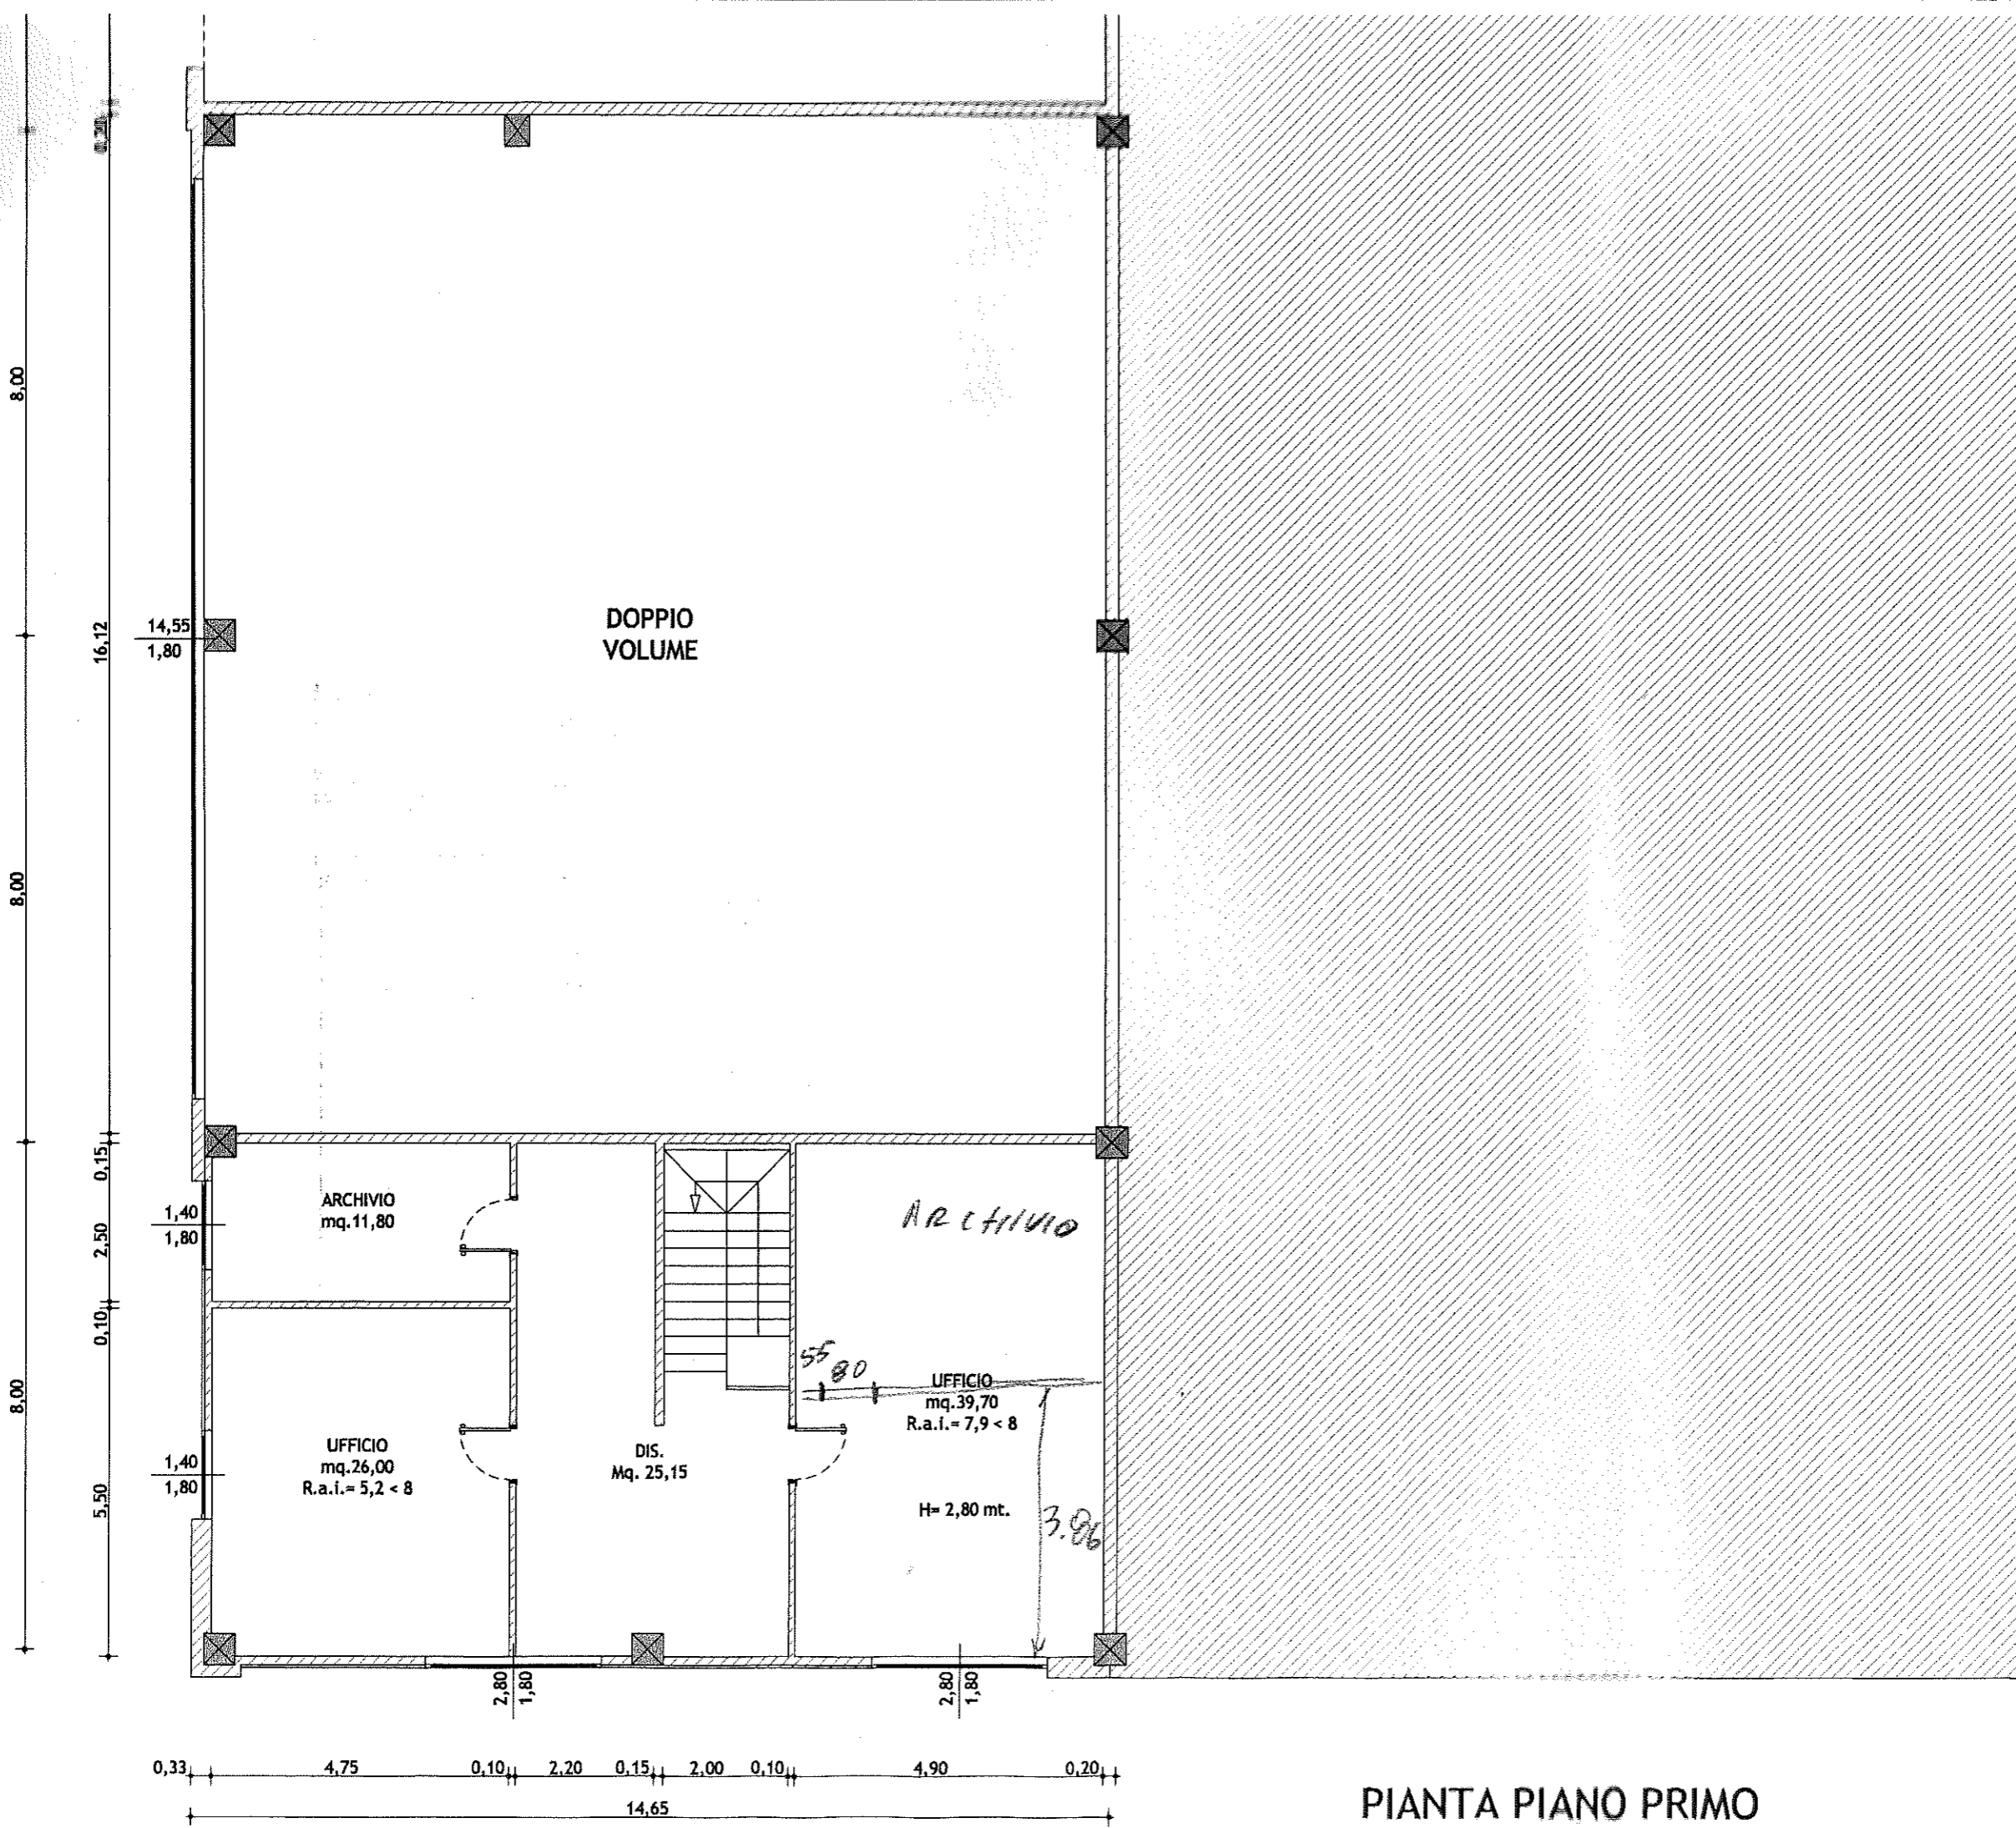 8,00
16,12
14,55
1,80
DOPPIO
VOLUME
8,00
0,15
ARCHIVIO
mq.11,80
1,40
1,80
2,50
ARCHIVIO
0,10
55
80
8,00
UFFICIO
mq.39,70
R.a.i.= 7,9 < 8
UFFICIO
mq.26,00
R.a.i.= 5,2 < 8
DIS.
Mq. 25,15
1,40
1,80
5,50
H= 2,80 mt.
2,80
1,80
2,80
1,80
0,33
4,75
0,10
2,20
0,15
2,00
0,10
4,90
0,20
14,65
PIANTA PIANO PRIMO